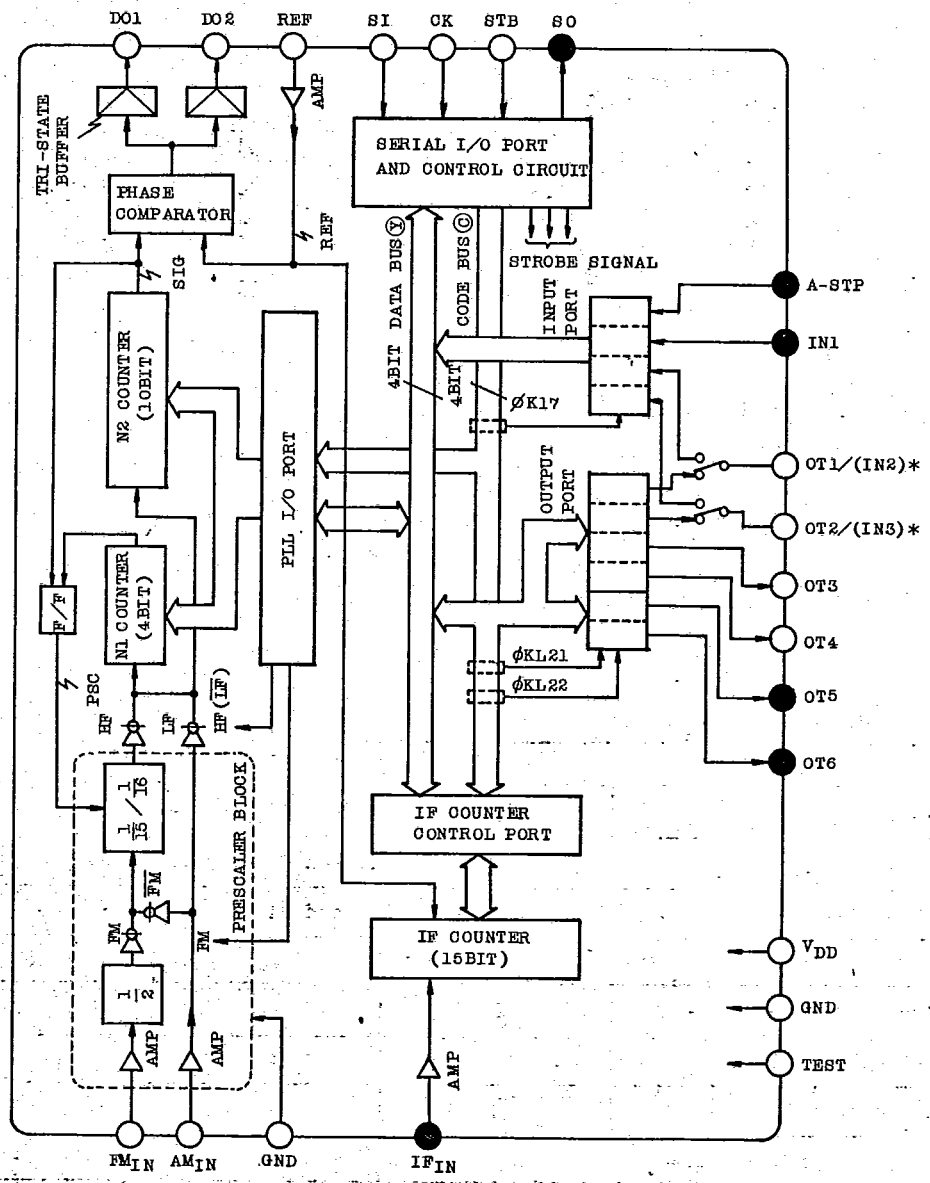 DO1
DO2
REF
SI
CK
STB
SO
AMP
TRI-STATE
BUFFER
SERIAL I/O PORT
AND CONTROL CIRCUIT
PHASE
COMPARATOR
REF
SIG
4BIT DATA BUS Ⓨ
4BIT
CODE BUS Ⓒ
STROBE SIGNAL
INPUT
PORT
A-STP
IN1
N2 COUNTER
(10BIT)
PLL I/O PORT
ØK17
OUTPUT
PORT
OT1/(IN2)*
OT2/(IN3)*
OT3
OT4
OT5
OT6
F/F
N1 COUNTER
(4BIT)
ØKL21
ØKL22
PSC
HF
LF
HF(L̅F̅)
PRESCALER BLOCK
1/15 / 1/16
F̅M̅
FM
FM
1/2
IF COUNTER
CONTROL PORT
IF COUNTER
(15BIT)
VDD
GND
TEST
AMP
AMP
AMP
FMIN
AMIN
GND
IFIN